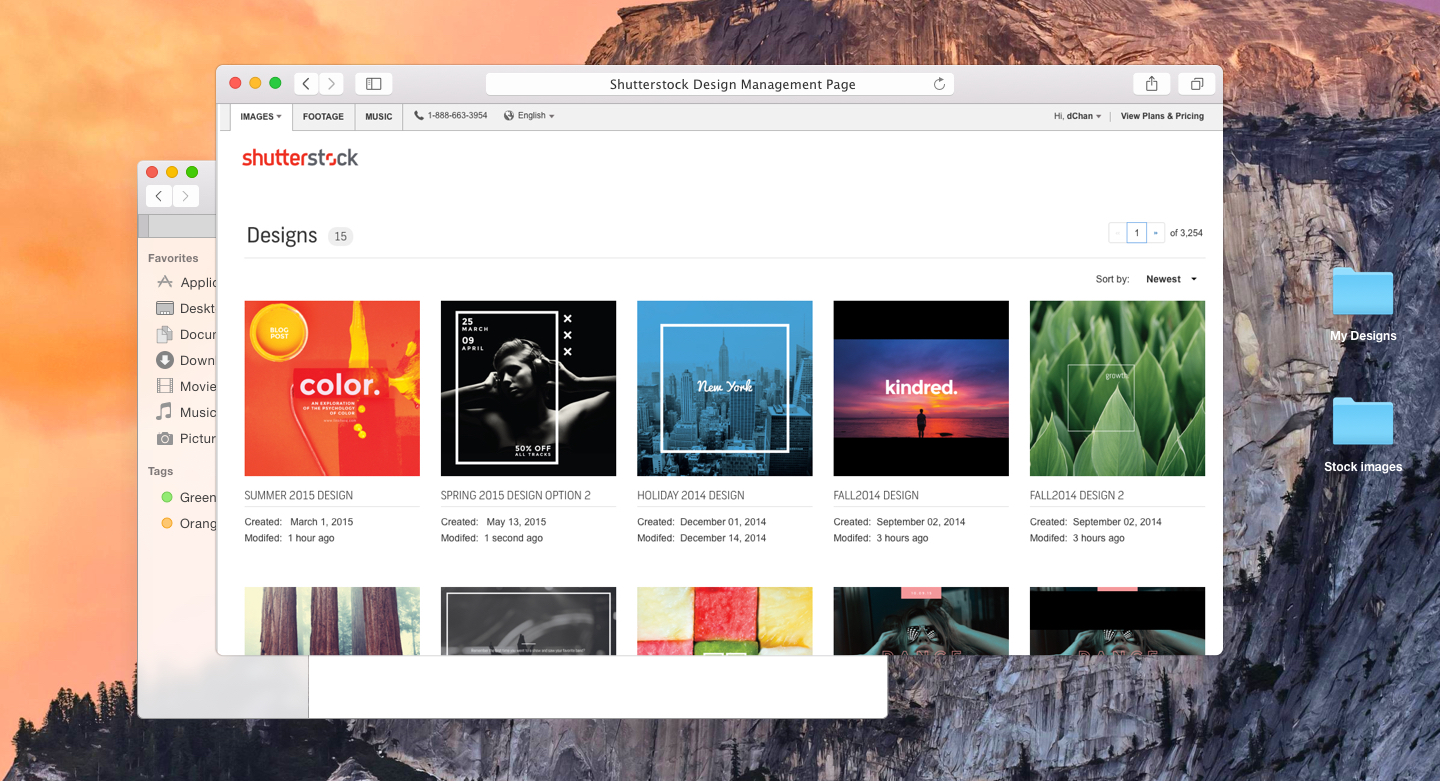 Shutterstock Design Management Page
IMAGES
FOOTAGE
MUSIC
1-888-663-3954
English
Hi, dChan
View Plans & Pricing
shutterstock
Designs 15
1 » of 3,254
Sort by: Newest
BLOG
POST
color.
AN EXPLORATION
OF THE PSYCHOLOGY
OF COLOR
SUMMER 2015 DESIGN
Created: March 1, 2015
Modifed: 1 hour ago
25
MARCH
09
APRIL
50% OFF
ALL TRACKS
SPRING 2015 DESIGN OPTION 2
Created: May 13, 2015
Modifed: 1 second ago
New York
HOLIDAY 2014 DESIGN
Created: December 01, 2014
Modifed: December 14, 2014
kindred.
FALL2014 DESIGN
Created: September 02, 2014
Modifed: 3 hours ago
growth
FALL2014 DESIGN 2
Created: September 02, 2014
Modifed: 3 hours ago
DANCE
DANCE
Favorites
Applic
Deskt
Docur
Down
Movie
Music
Pictur
Tags
Green
Orang
My Designs
Stock images